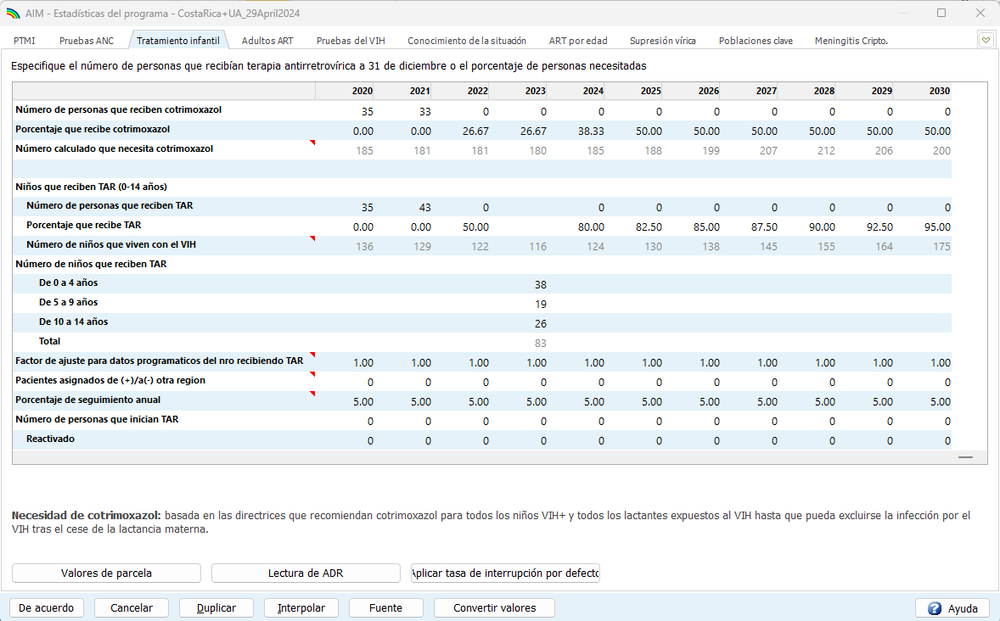 AIM - Estadísticas del programa - CostaRica+UA_29April2024
PTMI Pruebas ANC Tratamiento infantil Adultos ART Pruebas del VIH Conocimiento de la situación ART por edad Supresión vírica Poblaciones clave Meningitis Cripto.
Especifique el número de personas que recibían terapia antirretrovírica a 31 de diciembre o el porcentaje de personas necesitadas
2020 2021 2022 2023 2024 2025 2026 2027 2028 2029 2030
Número de personas que reciben cotrimoxazol 35 33 0 0 0 0 0 0 0 0 0
Porcentaje que recibe cotrimoxazol 0.00 0.00 26.67 26.67 38.33 50.00 50.00 50.00 50.00 50.00 50.00
Número calculado que necesita cotrimoxazol 185 181 181 180 185 188 199 207 212 206 200
Niños que reciben TAR (0-14 años)
Número de personas que reciben TAR 35 43 0 0 0 0 0 0 0 0
Porcentaje que recibe TAR 0.00 0.00 50.00 80.00 82.50 85.00 87.50 90.00 92.50 95.00
Número de niños que viven con el VIH 136 129 122 116 124 130 138 145 155 164 175
Número de niños que reciben TAR
De 0 a 4 años 38
De 5 a 9 años 19
De 10 a 14 años 26
Total 83
Factor de ajuste para datos programaticos del nro recibiendo TAR 1.00 1.00 1.00 1.00 1.00 1.00 1.00 1.00 1.00 1.00 1.00
Pacientes asignados de (+)/a(-) otra region 0 0 0 0 0 0 0 0 0 0 0
Porcentaje de seguimiento anual 5.00 5.00 5.00 5.00 5.00 5.00 5.00 5.00 5.00 5.00 5.00
Número de personas que inician TAR 0 0 0 0 0 0 0 0 0 0 0
Reactivado 0 0 0 0 0 0 0 0 0 0 0
Necesidad de cotrimoxazol: basada en las directrices que recomiendan cotrimoxazol para todos los niños VIH+ y todos los lactantes expuestos al VIH hasta que pueda excluirse la infección por el
VIH tras el cese de la lactancia materna.
Valores de parcela Lectura de ADR Aplicar tasa de interrupción por defecto
De acuerdo Cancelar Duplicar Interpolar Fuente Convertir valores ? Ayuda